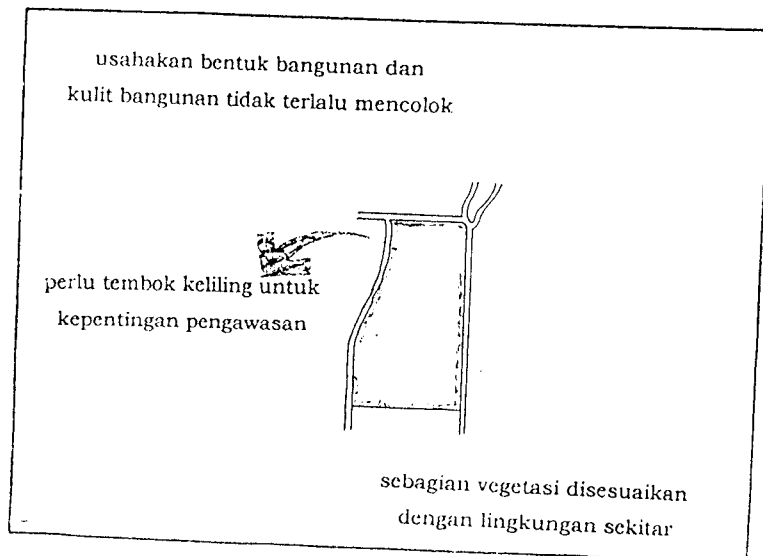 usahakan bentuk bangunan dan
kulit bangunan tidak terlalu mencolok
perlu tembok keliling untuk
kepentingan pengawasan
sebagian vegetasi disesuaikan
dengan lingkungan sekitar